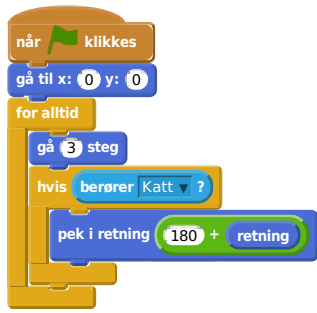 når klikkes
gå til x: 0 y: 0
for alltid
gå 3 steg
hvis berører Katt ▼ ?
pek i retning 180 + retning